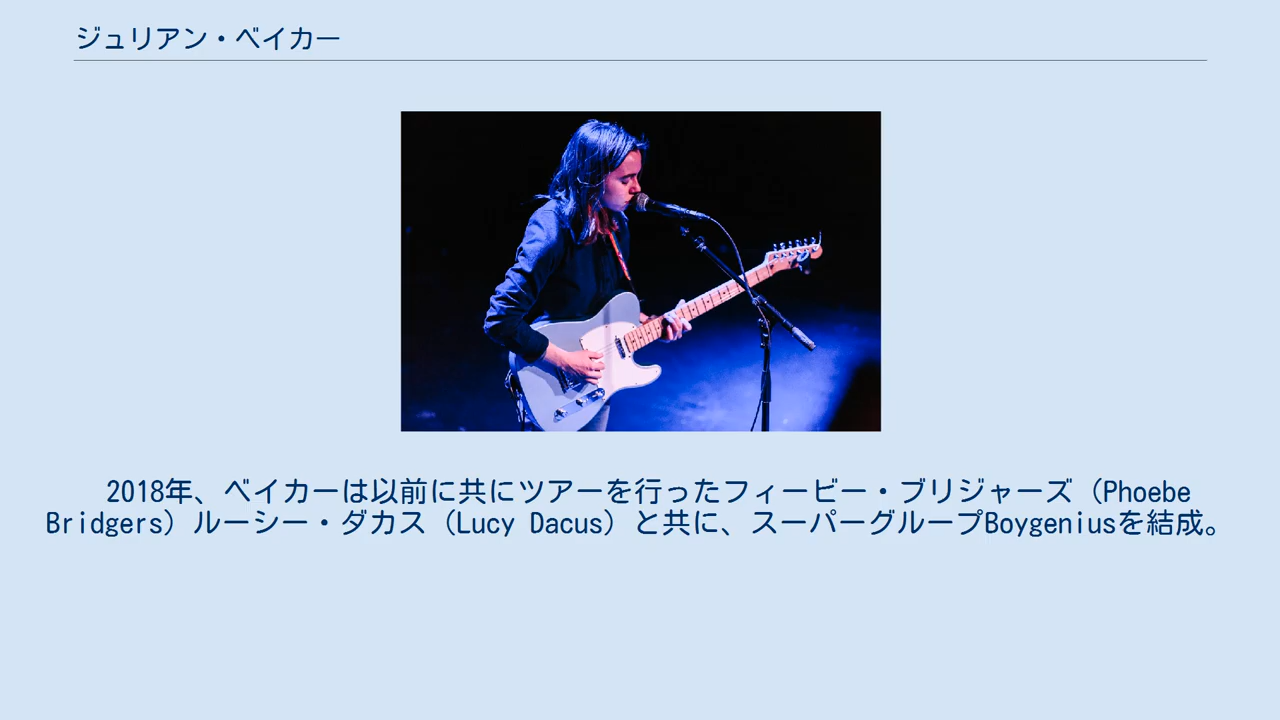 ジュリアン・ベイカー
2018年、ベイカーは以前に共にツアーを行ったフィービー・ブリジャーズ（Phoebe
Bridgers）ルーシー・ダカス（Lucy Dacus）と共に、スーパーグループBoygeniusを結成。